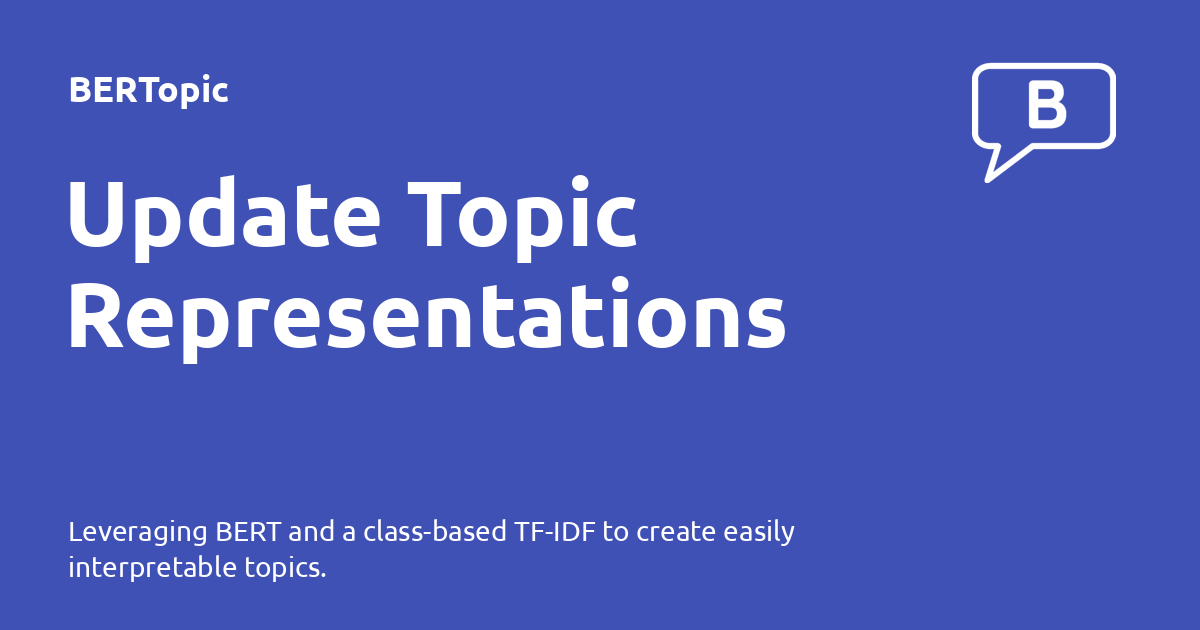 BERTopic
B
Update Topic
Representations
Leveraging BERT and a class-based TF-IDF to create easily
interpretable topics.